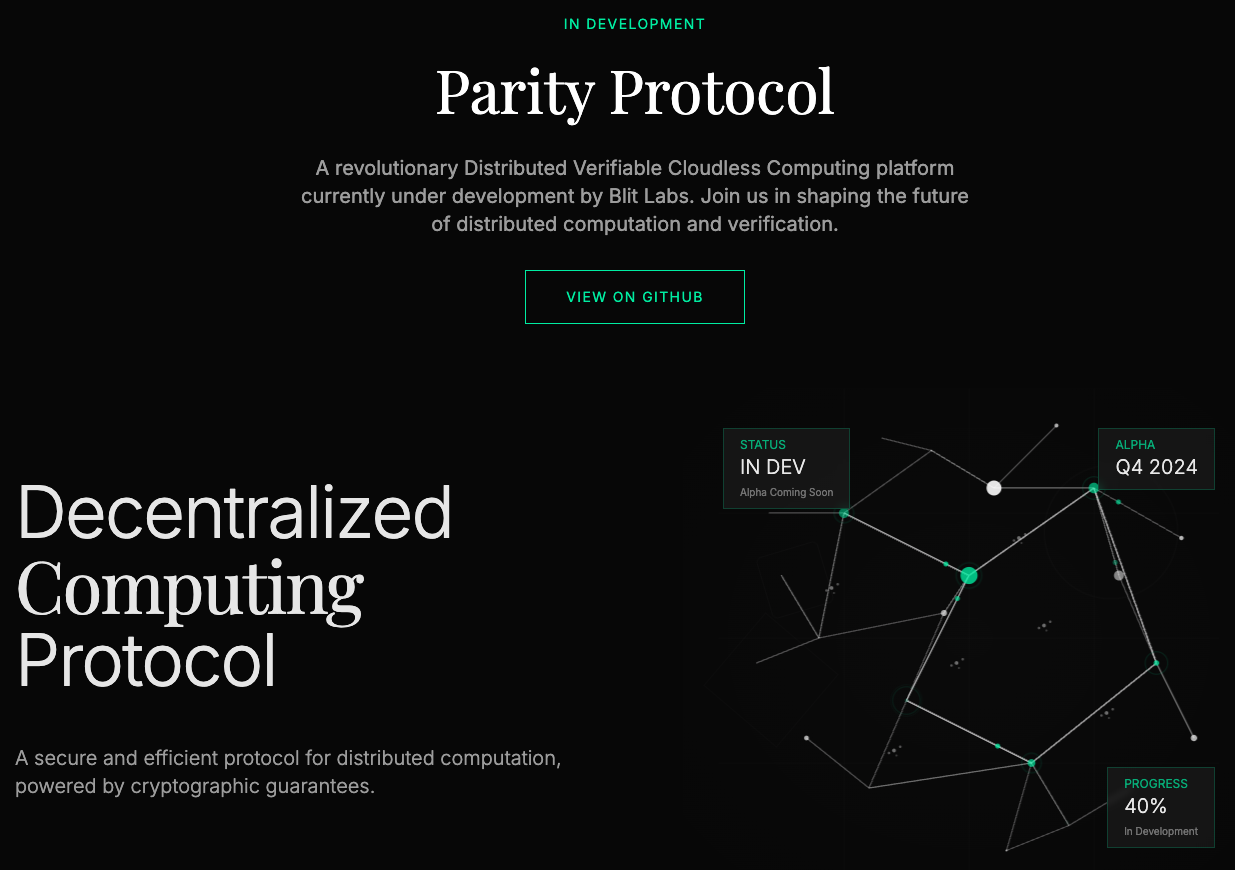 IN DEVELOPMENT
Parity Protocol
A revolutionary Distributed Verifiable Cloudless Computing platform
currently under development by Blit Labs. Join us in shaping the future
of distributed computation and verification.
VIEW ON GITHUB
Decentralized
Computing
Protocol
A secure and efficient protocol for distributed computation,
powered by cryptographic guarantees.
STATUS
IN DEV
Alpha Coming Soon
ALPHA
Q4 2024
PROGRESS
40%
In Development